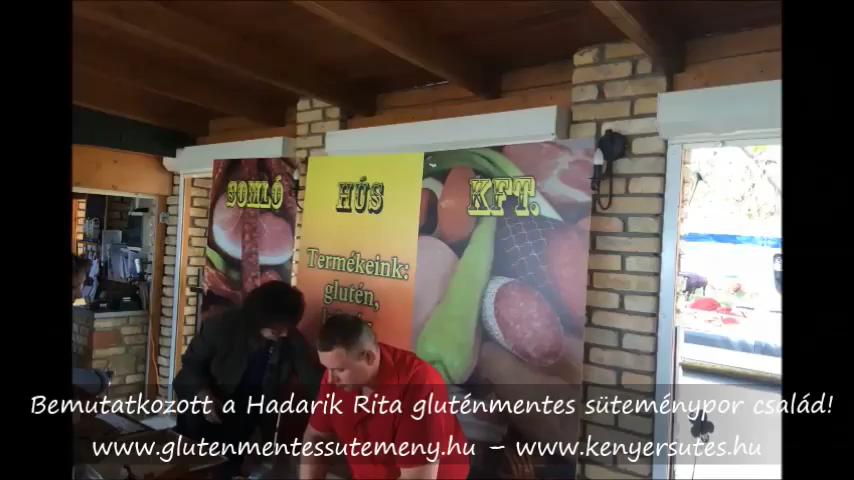 SOMLÓ HÚS KFT.
Termékeink:
glutén,
Bemutatkozott a Hadarik Rita gluténmentes süteménypor család!
www.glutenmentessutemeny.hu – www.kenyersutes.hu